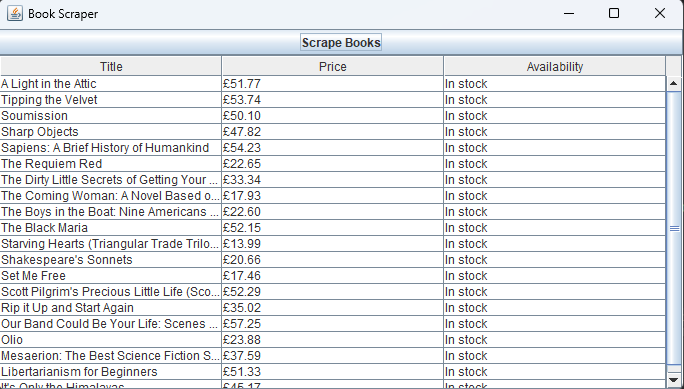 Book Scraper
Scrape Books
Title Price Availability
A Light in the Attic £51.77 In stock
Tipping the Velvet £53.74 In stock
Soumission £50.10 In stock
Sharp Objects £47.82 In stock
Sapiens: A Brief History of Humankind £54.23 In stock
The Requiem Red £22.65 In stock
The Dirty Little Secrets of Getting Your ... £33.34 In stock
The Coming Woman: A Novel Based o... £17.93 In stock
The Boys in the Boat: Nine Americans ... £22.60 In stock
The Black Maria £52.15 In stock
Starving Hearts (Triangular Trade Trilo... £13.99 In stock
Shakespeare's Sonnets £20.66 In stock
Set Me Free £17.46 In stock
Scott Pilgrim's Precious Little Life (Sco... £52.29 In stock
Rip it Up and Start Again £35.02 In stock
Our Band Could Be Your Life: Scenes ... £57.25 In stock
Olio £23.88 In stock
Mesaerion: The Best Science Fiction S... £37.59 In stock
Libertarianism for Beginners £51.33 In stock
It's Only the Himalayas £45.17 In stock